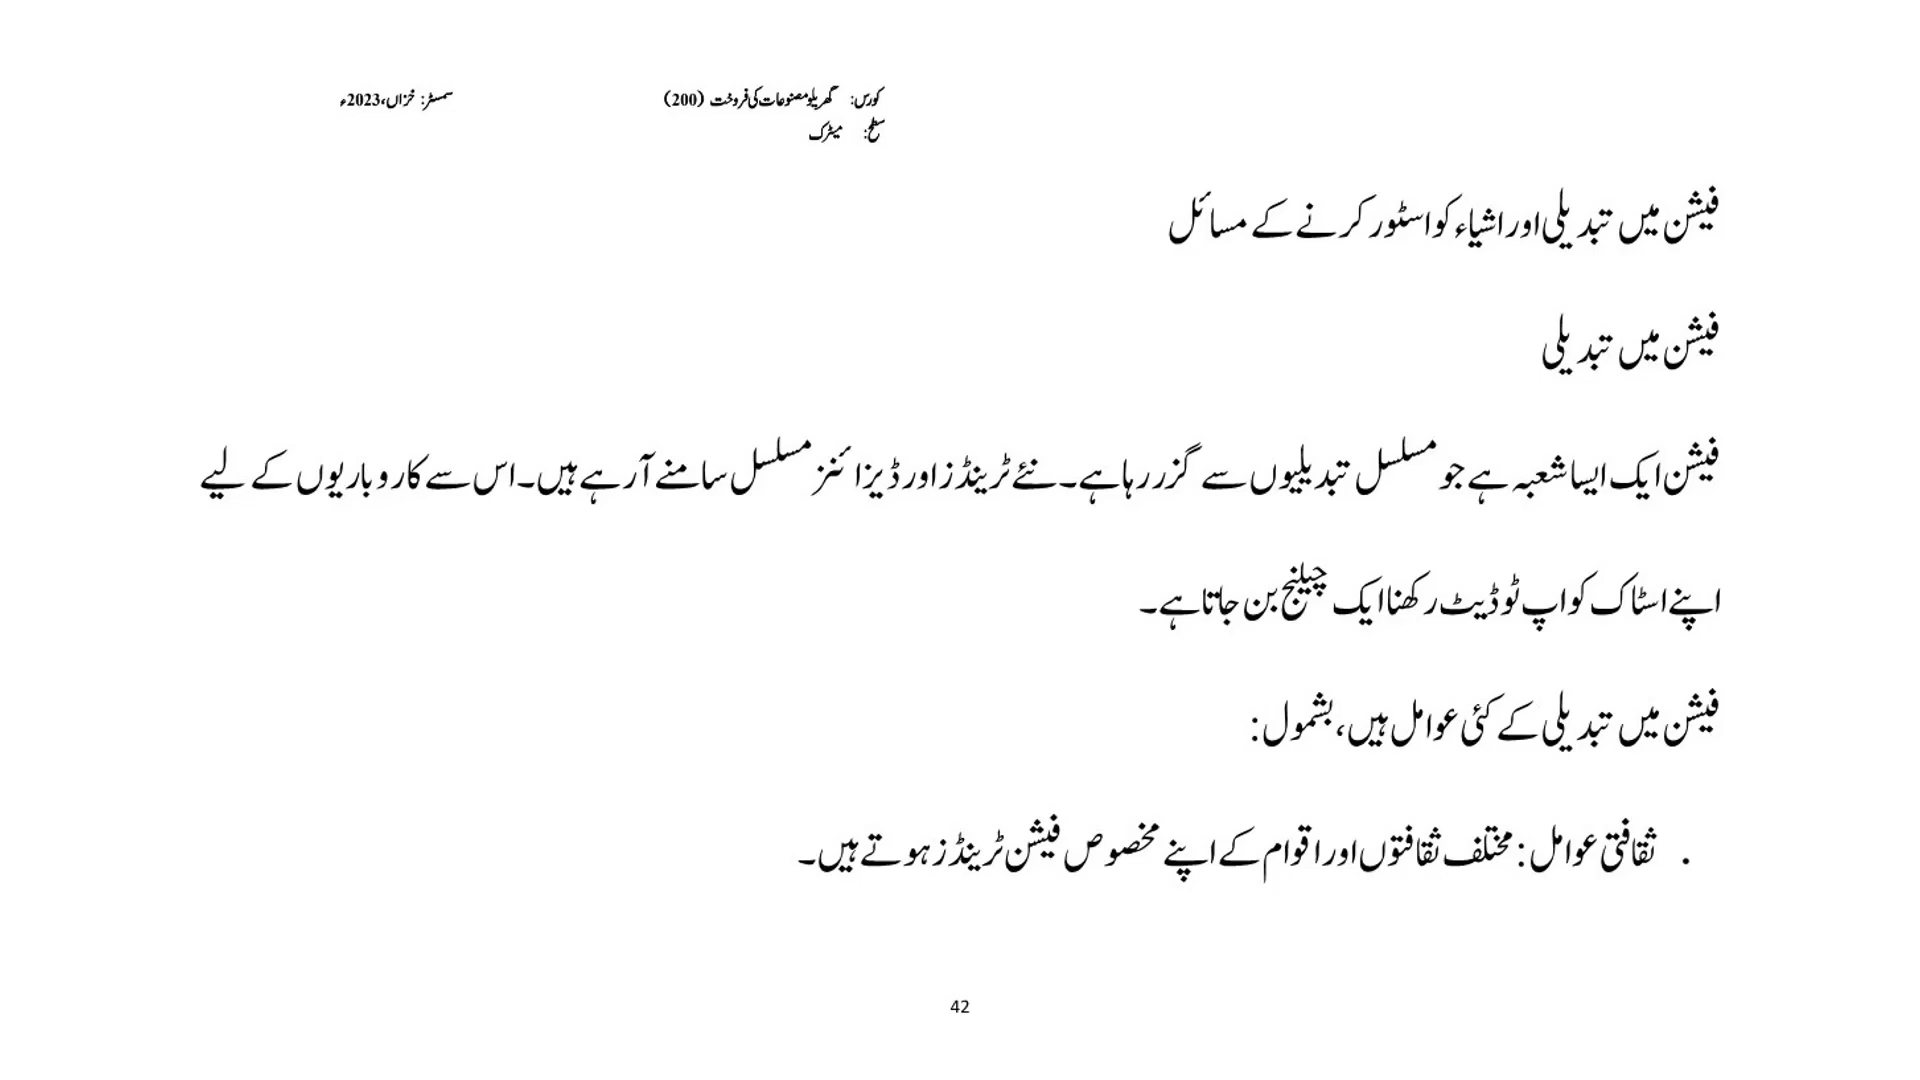 کورس: گھریلو مصنوعات کی فروخت (200) سمسٹر: خزاں،2023ء
سطح: میٹرک
فیشن میں تبدیلی اور اشیاء کو اسٹور کرنے کے مسائل
فیشن میں تبدیلی
فیشن ایک ایسا شعبہ ہے جو مسلسل تبدیلیوں سے گزر رہا ہے۔ نئے ٹرینڈز اور ڈیزائنز مسلسل سامنے آ رہے ہیں۔ اس سے کاروباریوں کے لیے
اپنے اسٹاک کو اپ ٹو ڈیٹ رکھنا ایک چیلنج بن جاتا ہے۔
فیشن میں تبدیلی کے کئی عوامل ہیں، بشمول:
• ثقافتی عوامل: مختلف ثقافتوں اور اقوام کے اپنے مخصوص فیشن ٹرینڈز ہوتے ہیں۔
42